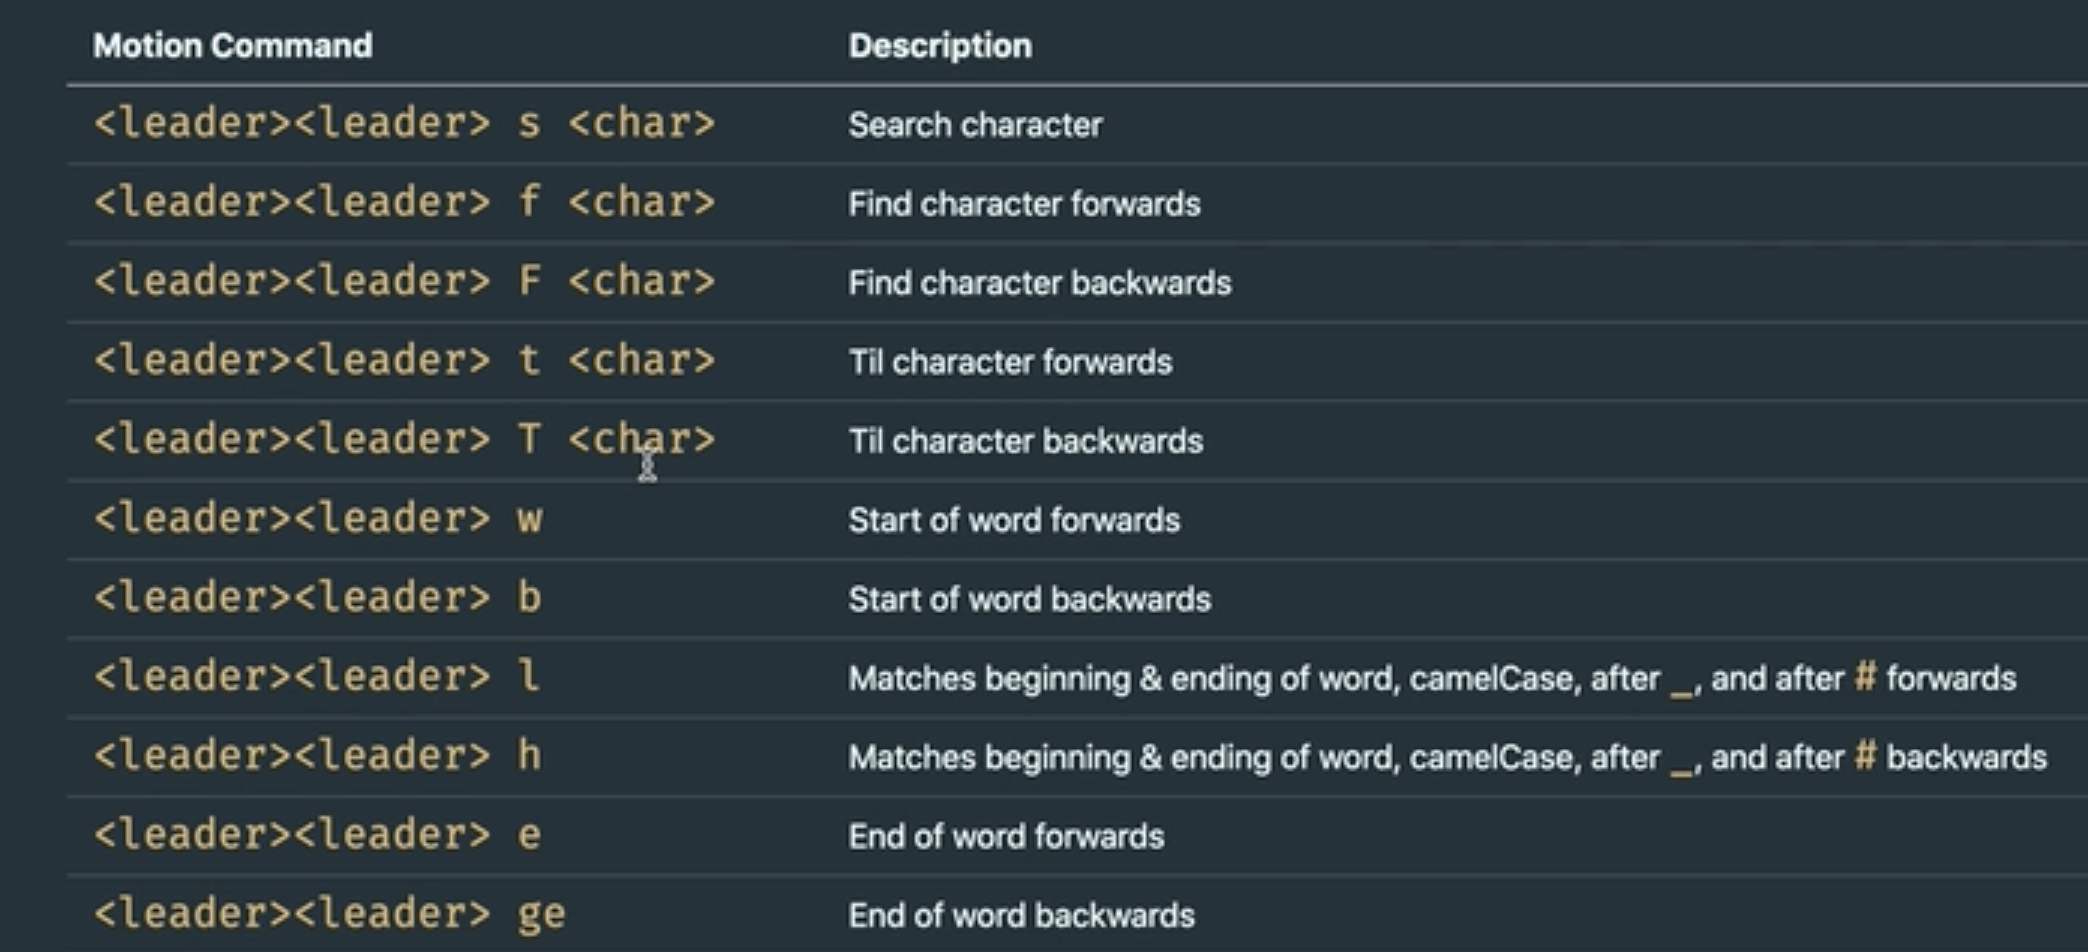 Motion Command Description
<leader><leader> s <char> Search character
<leader><leader> f <char> Find character forwards
<leader><leader> F <char> Find character backwards
<leader><leader> t <char> Til character forwards
<leader><leader> T <char> Til character backwards
<leader><leader> w Start of word forwards
<leader><leader> b Start of word backwards
<leader><leader> l Matches beginning & ending of word, camelCase, after _, and after # forwards
<leader><leader> h Matches beginning & ending of word, camelCase, after _, and after # backwards
<leader><leader> e End of word forwards
<leader><leader> ge End of word backwards